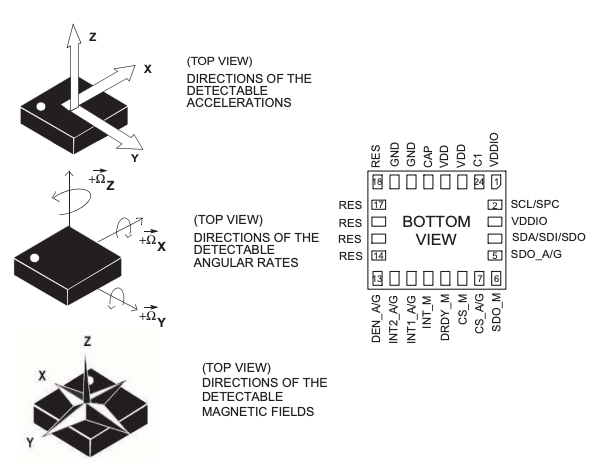 Z
X
Y
(TOP VIEW)
DIRECTIONS OF THE
DETECTABLE
ACCELERATIONS
+Ω Z
+Ω X
+Ω Y
(TOP VIEW)
DIRECTIONS OF THE
DETECTABLE
ANGULAR RATES
Z
X
Y
(TOP VIEW)
DIRECTIONS OF THE
DETECTABLE
MAGNETIC FIELDS
RES GND GND CAP VDD VDD C1 VDDIO
18 24 1
RES 17 2 SCL/SPC
RES VDDIO
RES SDA/SDI/SDO
RES 14 5 SDO_A/G
BOTTOM
VIEW
13 7 6
DEN_A/G INT2_A/G INT1_A/G INT_M DRDY_M CS_M CS_A/G SDO_M